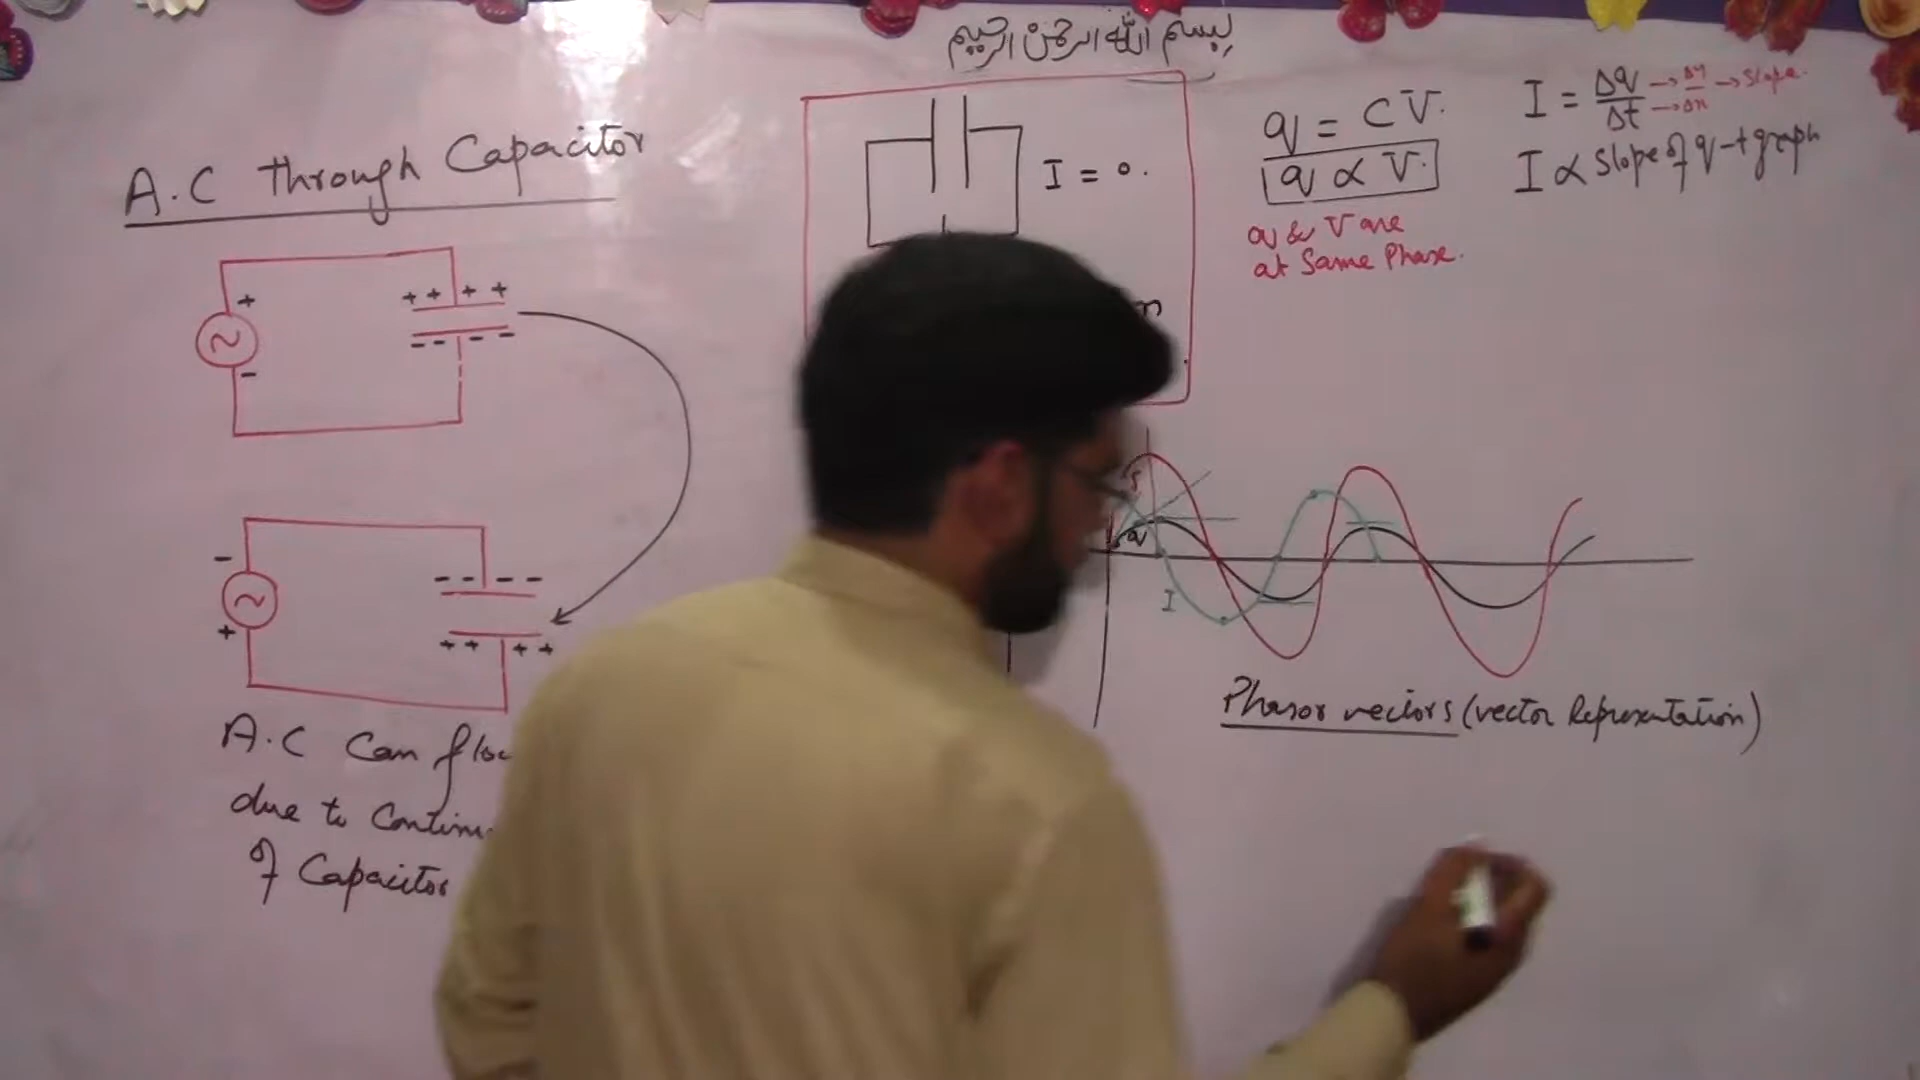 بسم الله الرحمن الرحيم
A.C through Capacitor
+
-
+ + + +
- - - -
-
+
- - - -
+ + + +
A.C Can
due to
of Capacitor
I = 0.
q = CV.
q ∝ V.
q & V are
at Same Phase.
I = Δq/Δt → Δy/Δx → Slope.
I ∝ Slope of q-t graph
q
I
Phasor vectors (vector Representation)